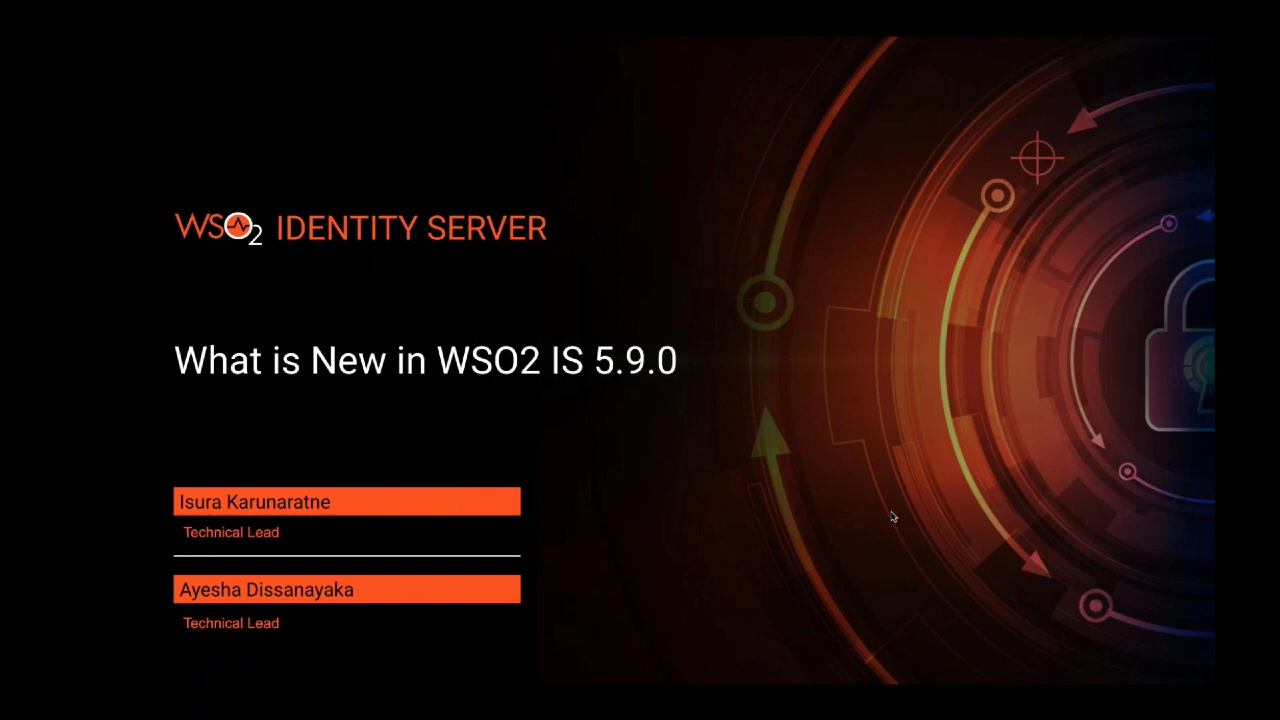 WSO2 IDENTITY SERVER
What is New in WSO2 IS 5.9.0
Isura Karunaratne
Technical Lead
Ayesha Dissanayaka
Technical Lead